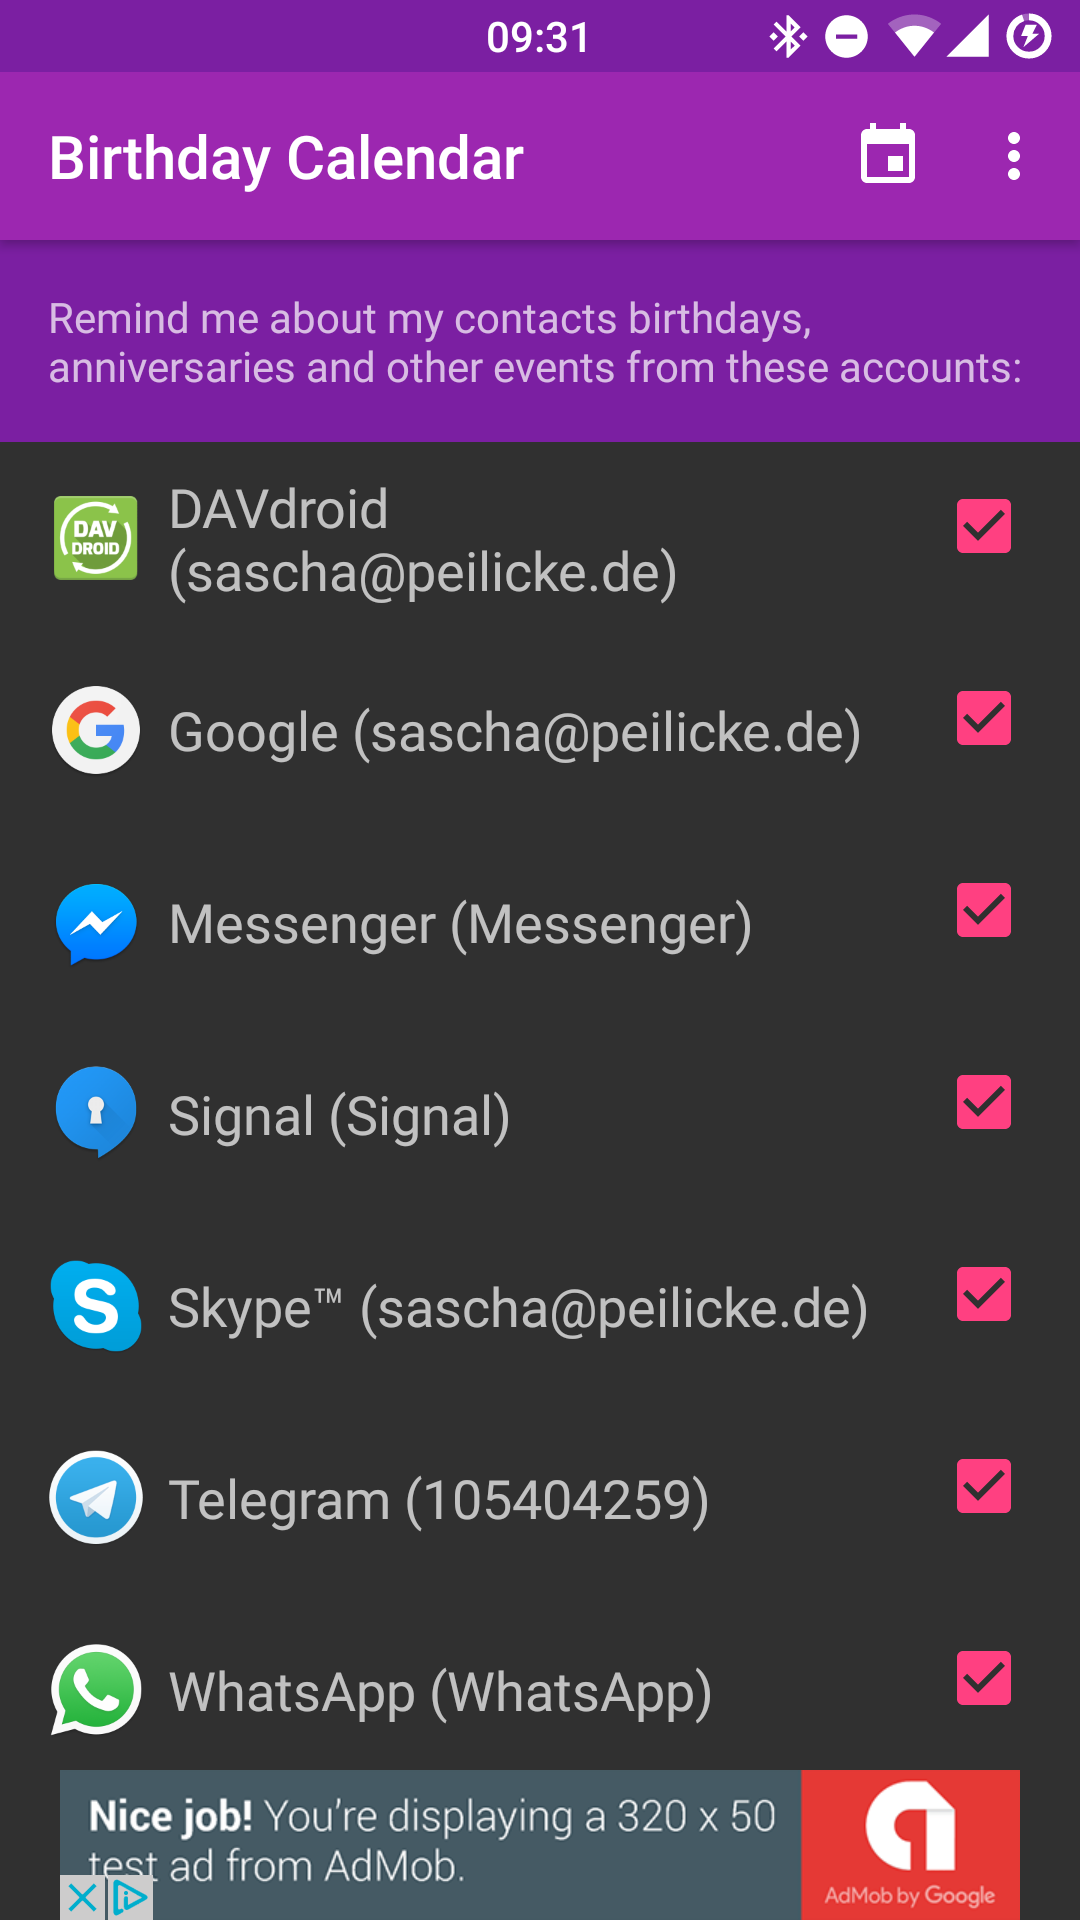 09:31
Birthday Calendar
Remind me about my contacts birthdays,
anniversaries and other events from these accounts:
DAV
DROID
DAVdroid
(sascha@peilicke.de)
G
Google (sascha@peilicke.de)
Messenger (Messenger)
Signal (Signal)
S
Skype™ (sascha@peilicke.de)
Telegram (105404259)
WhatsApp (WhatsApp)
Nice job! You're displaying a 320 x 50
test ad from AdMob.
AdMob by Google